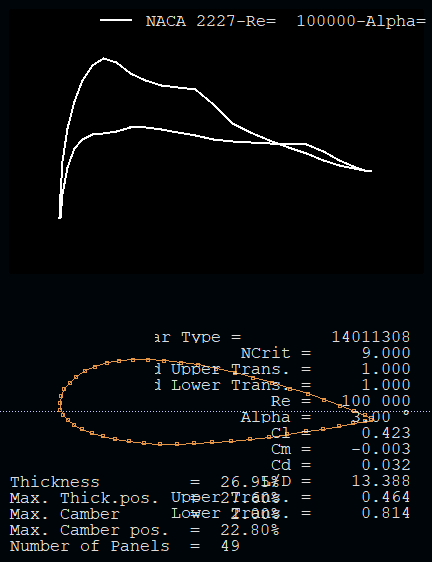 NACA 2227-Re= 100000-Alpha=
ar Type = 14011308
NCrit = 9.000
Upper Trans. = 1.000
Lower Trans. = 1.000
Re = 100 000
Alpha = 3.00 °
Cl = 0.423
Cm = -0.003
Cd = 0.032
Thickness = 26.95%
L/D = 13.388
Max. Thick.pos. = 27.60%
Upper Trans. = 0.464
Max. Camber = 2.00%
Lower Trans. = 0.814
Max. Camber pos. = 22.80%
Number of Panels = 49